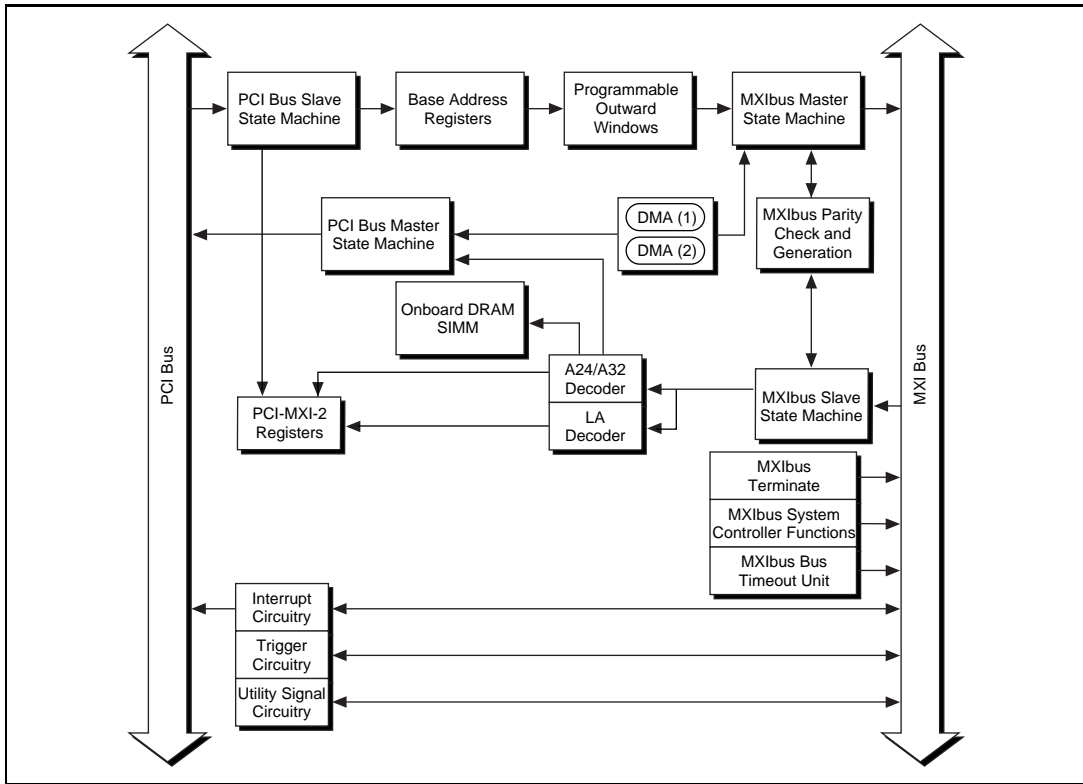 PCI Bus
MXI Bus
PCI Bus Slave
State Machine
Base Address
Registers
Programmable
Outward
Windows
MXIbus Master
State Machine
PCI Bus Master
State Machine
DMA (1)
DMA (2)
MXIbus Parity
Check and
Generation
Onboard DRAM
SIMM
A24/A32
Decoder
LA
Decoder
MXIbus Slave
State Machine
PCI-MXI-2
Registers
MXIbus
Terminate
MXIbus System
Controller Functions
MXIbus Bus
Timeout Unit
Interrupt
Circuitry
Trigger
Circuitry
Utility Signal
Circuitry